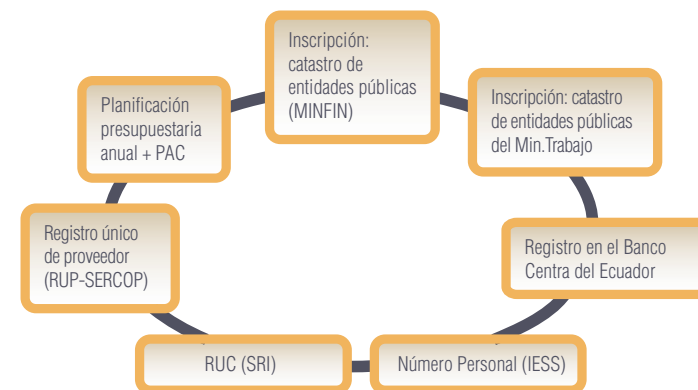 Inscripción:
catastro de
entidades públicas
(MINFIN)
Inscripción: catastro
de entidades públicas
del Min.Trabajo
Registro en el Banco
Centra del Ecuador
Número Personal (IESS)
RUC (SRI)
Registro único
de proveedor
(RUP-SERCOP)
Planificación
presupuestaria
anual + PAC